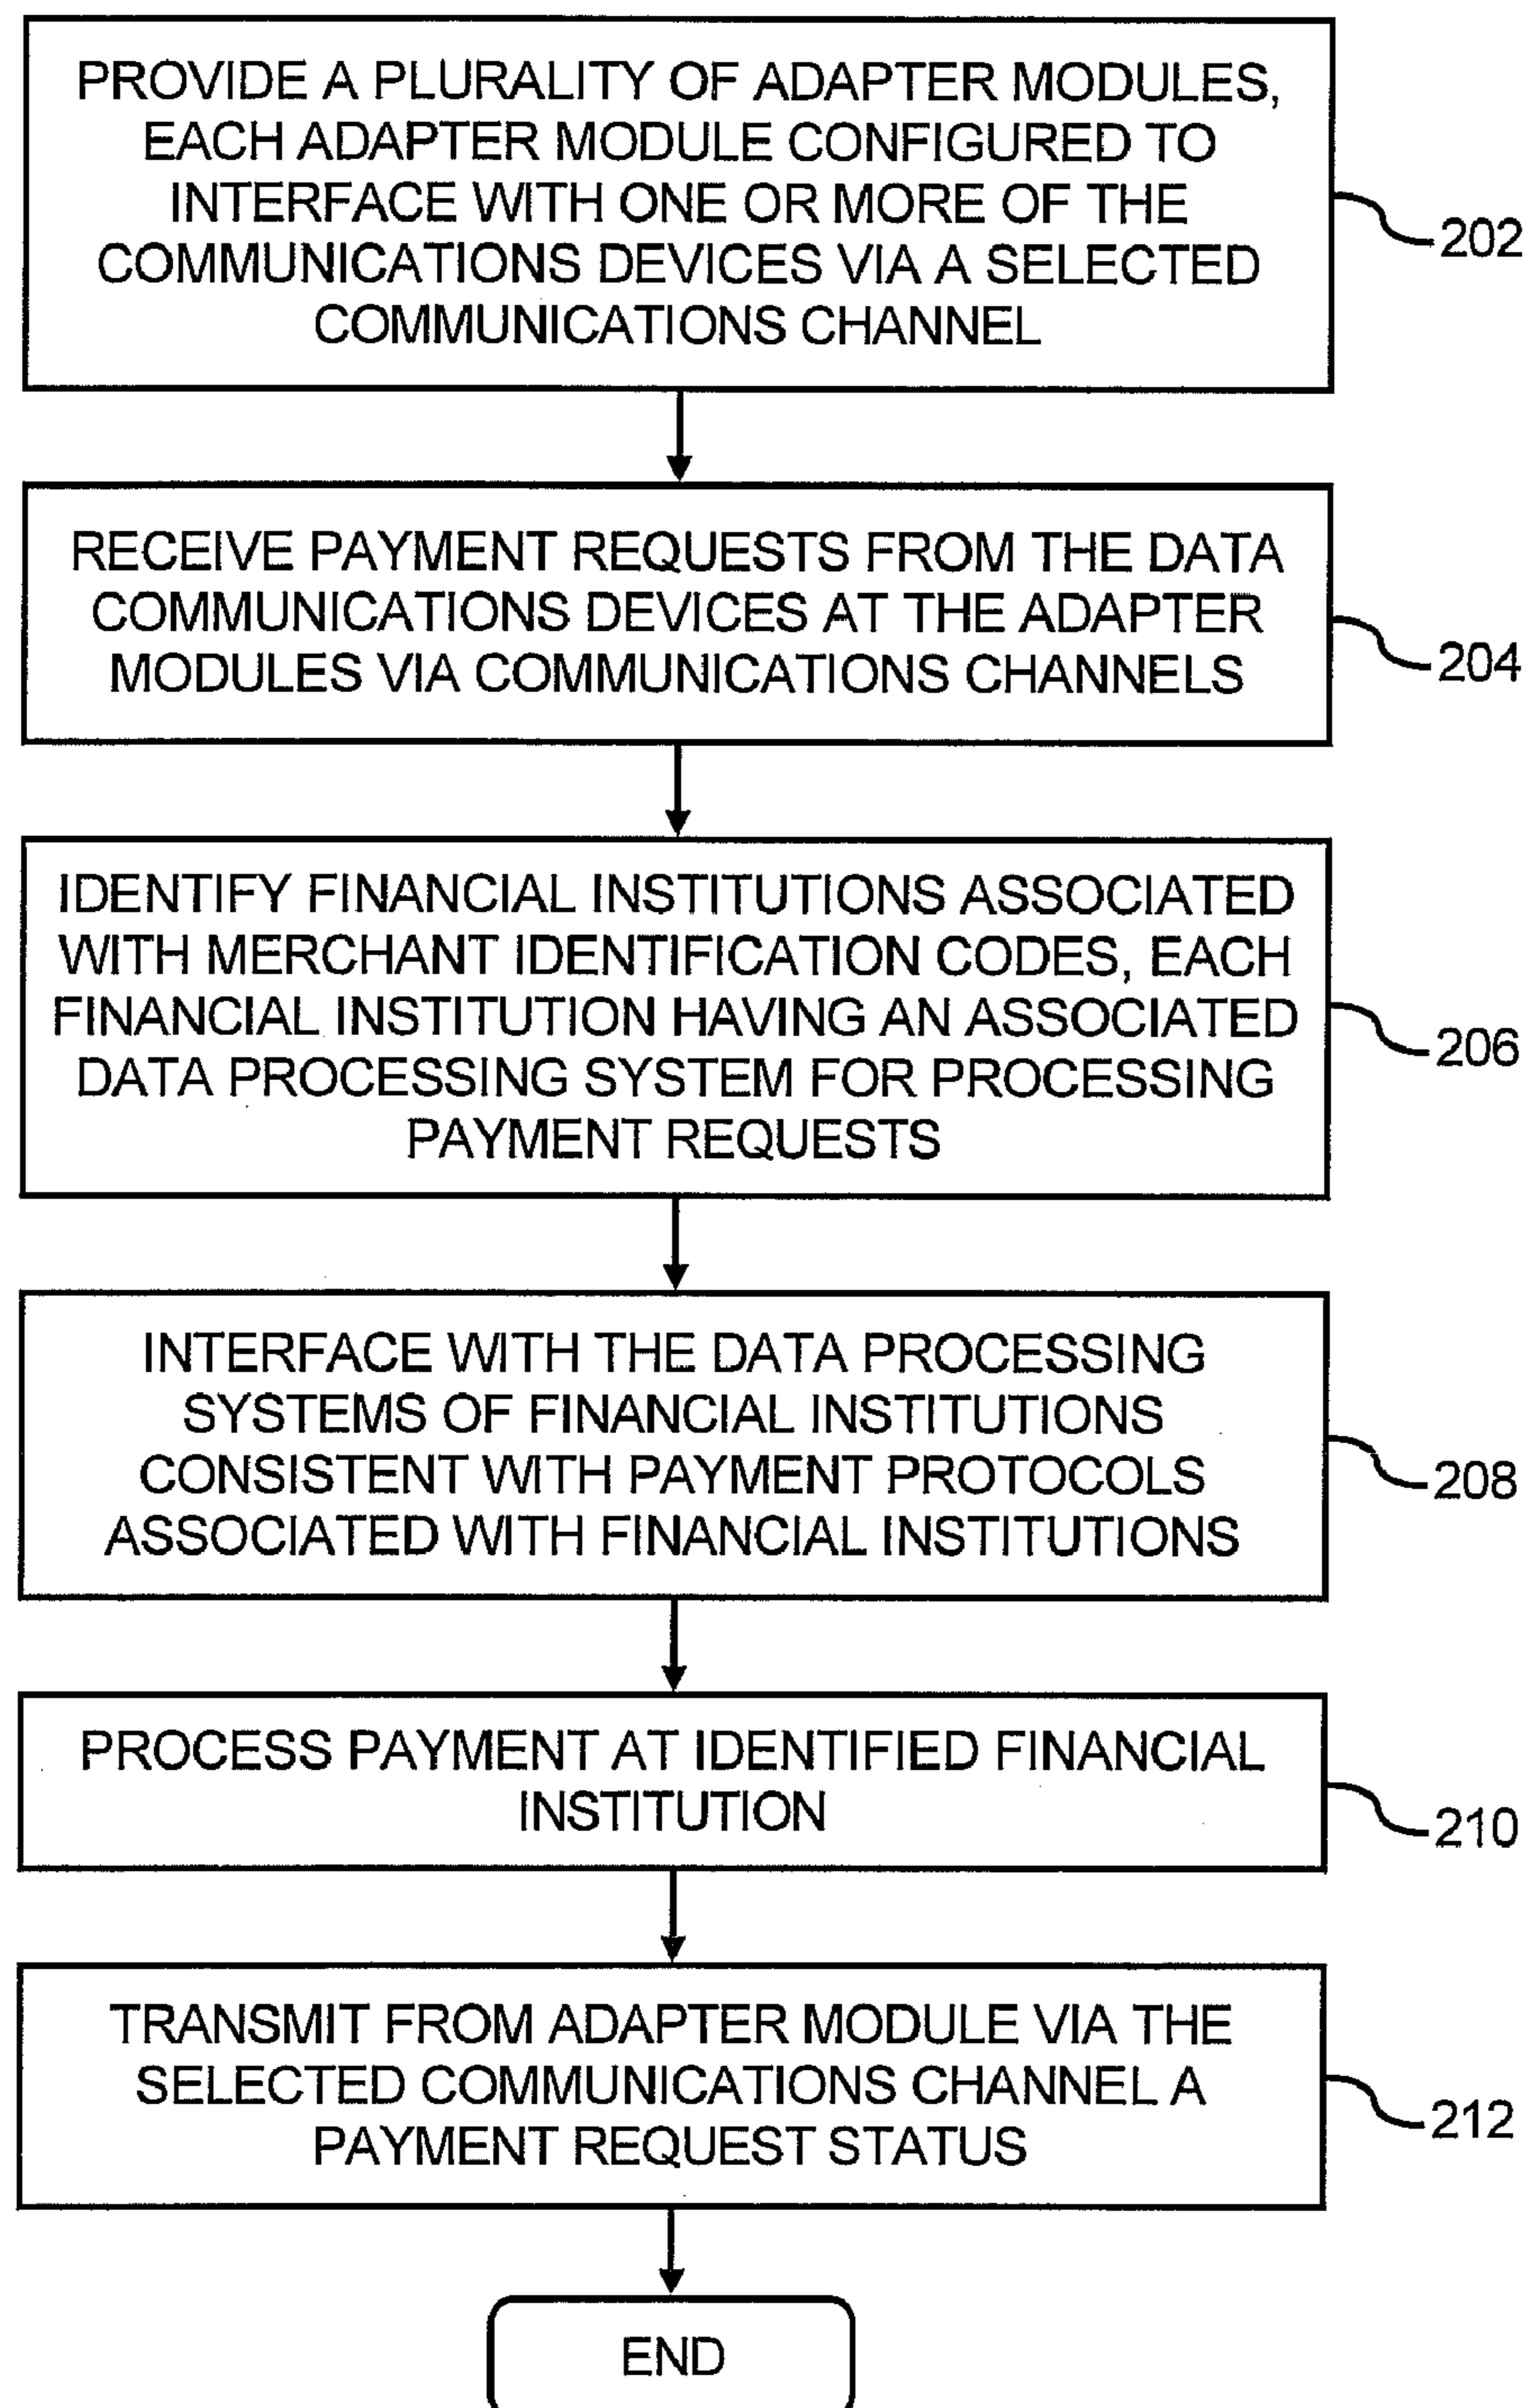 PROVIDE A PLURALITY OF ADAPTER MODULES,
EACH ADAPTER MODULE CONFIGURED TO
INTERFACE WITH ONE OR MORE OF THE
COMMUNICATIONS DEVICES VIA A SELECTED
COMMUNICATIONS CHANNEL
202
RECEIVE PAYMENT REQUESTS FROM THE DATA
COMMUNICATIONS DEVICES AT THE ADAPTER
MODULES VIA COMMUNICATIONS CHANNELS
204
IDENTIFY FINANCIAL INSTITUTIONS ASSOCIATED
WITH MERCHANT IDENTIFICATION CODES, EACH
FINANCIAL INSTITUTION HAVING AN ASSOCIATED
DATA PROCESSING SYSTEM FOR PROCESSING
PAYMENT REQUESTS
206
INTERFACE WITH THE DATA PROCESSING
SYSTEMS OF FINANCIAL INSTITUTIONS
CONSISTENT WITH PAYMENT PROTOCOLS
ASSOCIATED WITH FINANCIAL INSTITUTIONS
208
PROCESS PAYMENT AT IDENTIFIED FINANCIAL
INSTITUTION
210
TRANSMIT FROM ADAPTER MODULE VIA THE
SELECTED COMMUNICATIONS CHANNEL A
PAYMENT REQUEST STATUS
212
END